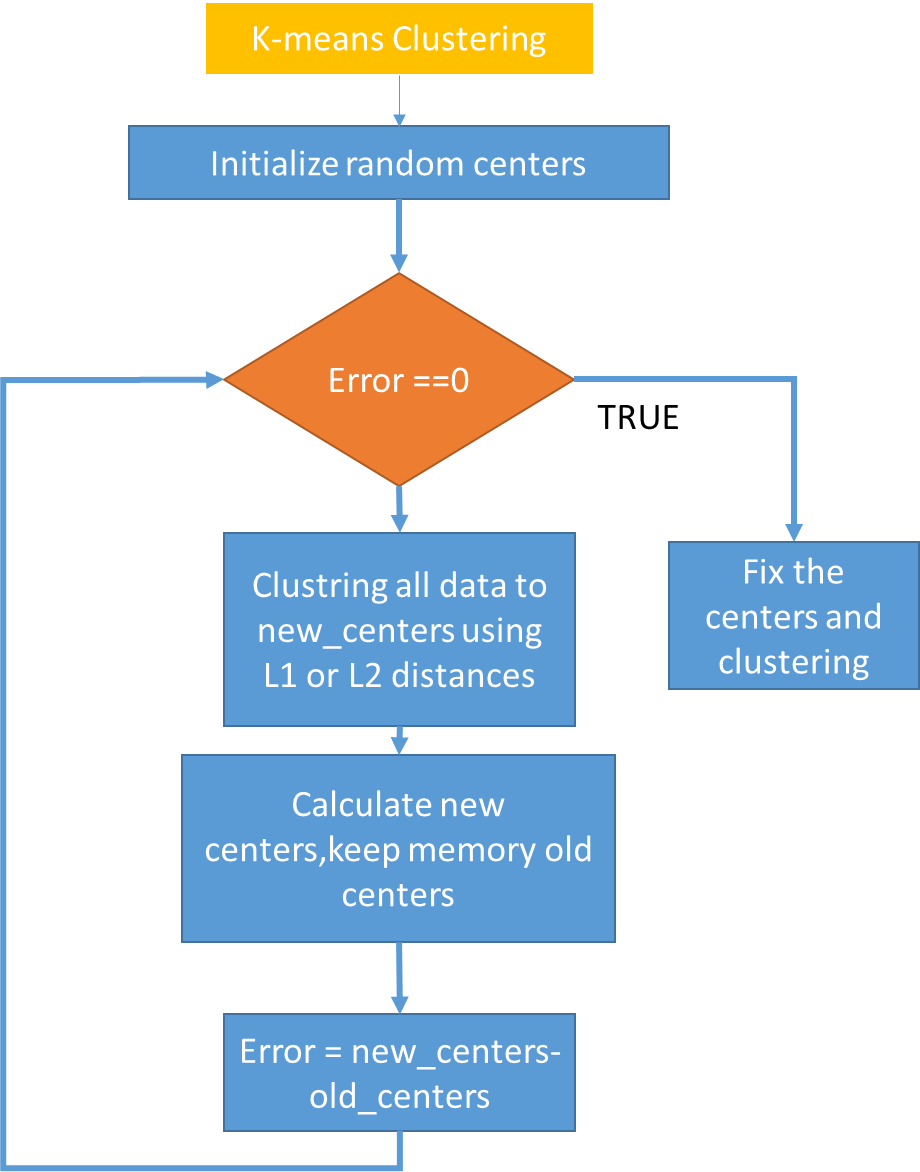 K-means Clustering
Initialize random centers
Error ==0
TRUE
Clustring all data to
new_centers using
L1 or L2 distances
Fix the
centers and
clustering
Calculate new
centers,keep memory old
centers
Error = new_centers-
old_centers